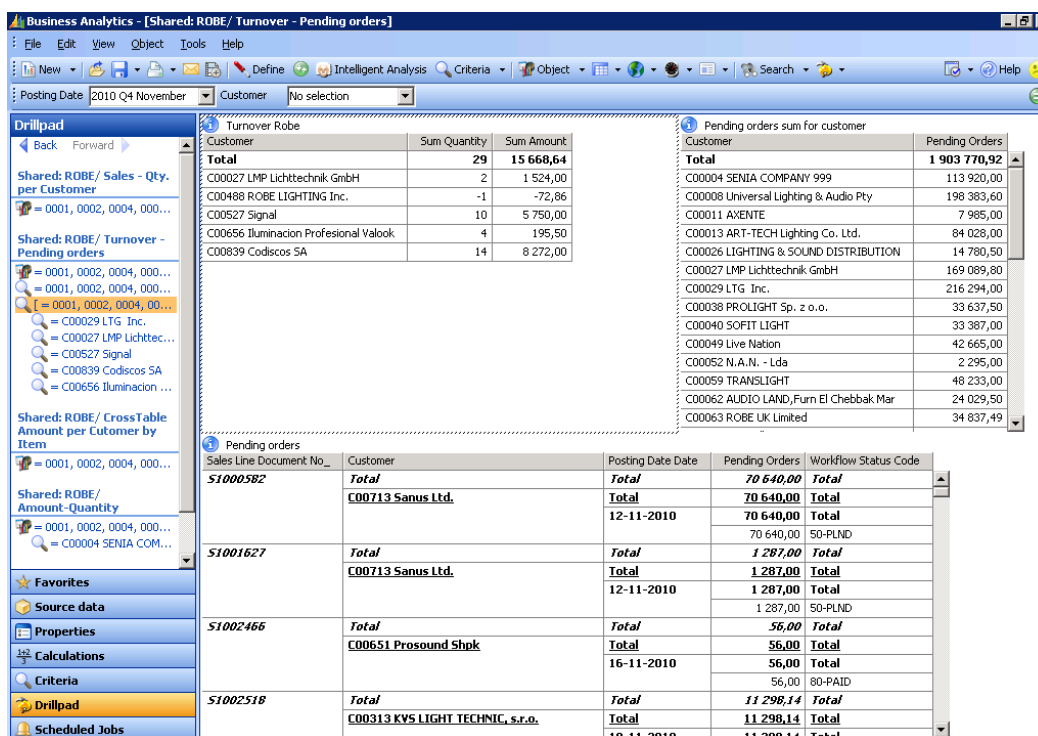 Business Analytics - [Shared: ROBE/ Turnover - Pending orders]
File Edit View Object Tools Help
New Define Intelligent Analysis Criteria Object Search Help
Posting Date 2010 Q4 November Customer No selection
Drillpad
Back Forward
Shared: ROBE/ Sales - Qty.
per Customer
= 0001, 0002, 0004, 000...
Shared: ROBE/ Turnover -
Pending orders
= 0001, 0002, 0004, 000...
= 0001, 0002, 0004, 000...
[ = 0001, 0002, 0004, 00...
= C00029 LTG Inc.
= C00027 LMP Lichttec...
= C00527 Signal
= C00839 Codiscos SA
= C00656 Iluminacion ...
Shared: ROBE/ CrossTable
Amount per Cutomer by
Item
= 0001, 0002, 0004, 000...
Shared: ROBE/
Amount-Quantity
= 0001, 0002, 0004, 000...
= C00004 SENIA COM...
Favorites
Source data
Properties
Calculations
Criteria
Drillpad
Scheduled Jobs
Turnover Robe
Customer Sum Quantity Sum Amount
Total 29 15 668,64
C00027 LMP Lichttechnik GmbH 2 1 524,00
C00488 ROBE LIGHTING Inc. -1 -72,86
C00527 Signal 10 5 750,00
C00656 Iluminacion Profesional Valook 4 195,50
C00839 Codiscos SA 14 8 272,00
Pending orders sum for customer
Customer Pending Orders
Total 1 903 770,92
C00004 SENIA COMPANY 999 113 920,00
C00008 Universal Lighting & Audio Pty 198 383,60
C00011 AXENTE 7 985,00
C00013 ART-TECH Lighting Co. Ltd. 84 028,00
C00026 LIGHTING & SOUND DISTRIBUTION 14 780,50
C00027 LMP Lichttechnik GmbH 169 089,80
C00029 LTG Inc. 216 294,00
C00038 PROLIGHT Sp. z o.o. 33 637,50
C00040 SOFIT LIGHT 33 387,00
C00049 Live Nation 42 665,00
C00052 N.A.N. - Lda 2 295,00
C00059 TRANSLIGHT 48 233,00
C00062 AUDIO LAND,Furn El Chebbak Mar 24 029,50
C00063 ROBE UK Limited 34 837,49
Pending orders
Sales Line Document No_ Customer Posting Date Date Pending Orders Workflow Status Code
S1000582 Total Total 70 640,00 Total
C00713 Sanus Ltd. Total 70 640,00 Total
12-11-2010 70 640,00 Total
70 640,00 50-PLND
S1001627 Total Total 1 287,00 Total
C00713 Sanus Ltd. Total 1 287,00 Total
12-11-2010 1 287,00 Total
1 287,00 50-PLND
S1002466 Total Total 56,00 Total
C00651 Prosound Shpk Total 56,00 Total
16-11-2010 56,00 Total
56,00 80-PAID
S1002518 Total Total 11 298,14 Total
C00313 KVS LIGHT TECHNIC, s.r.o. Total 11 298,14 Total
11 298,14 Total